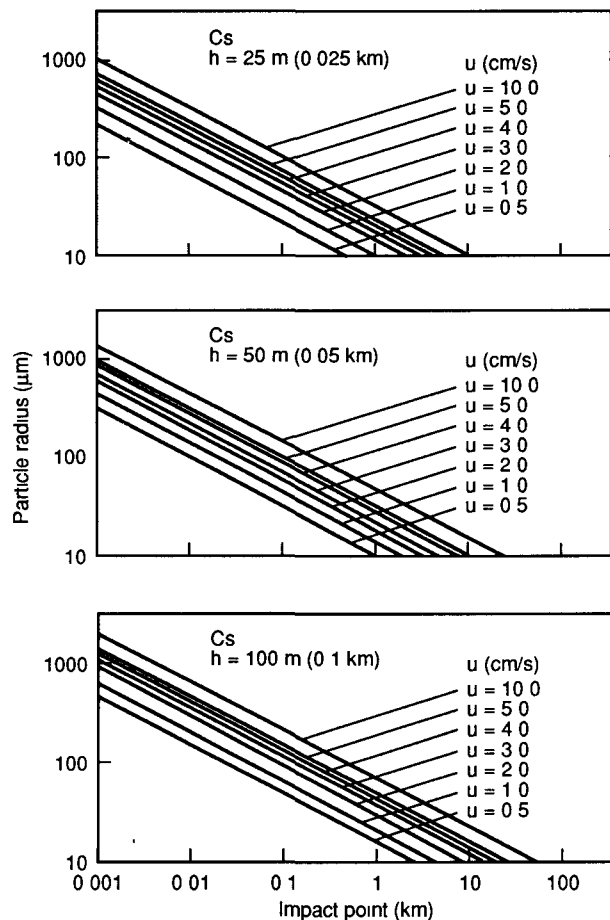 Cs
h = 25 m (0 025 km)
u (cm/s)
u = 10 0
u = 5 0
u = 4 0
u = 3 0
u = 2 0
u = 1 0
u = 0 5
1000
100
10
Cs
h = 50 m (0 05 km)
u (cm/s)
u = 10 0
u = 5 0
u = 4 0
u = 3 0
u = 2 0
u = 1 0
u = 0 5
1000
100
10
Particle radius (μm)
Cs
h = 100 m (0 1 km)
u (cm/s)
u = 10 0
u = 5 0
u = 4 0
u = 3 0
u = 2 0
u = 1 0
u = 0 5
1000
100
10
0 001 0 01 0 1 1 10 100
Impact point (km)